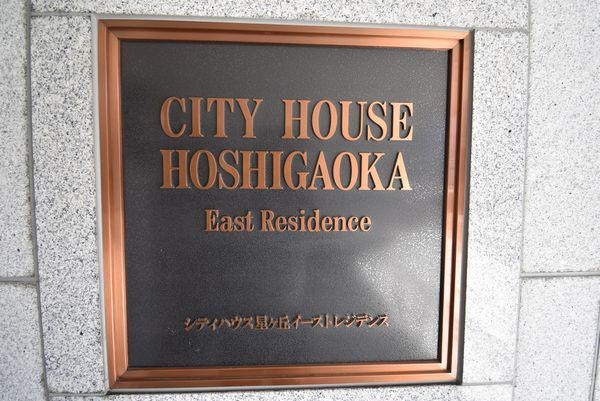 CITY HOUSE
HOSHIGAOKA
East Residence
シティハウス星ヶ丘イーストレジデンス